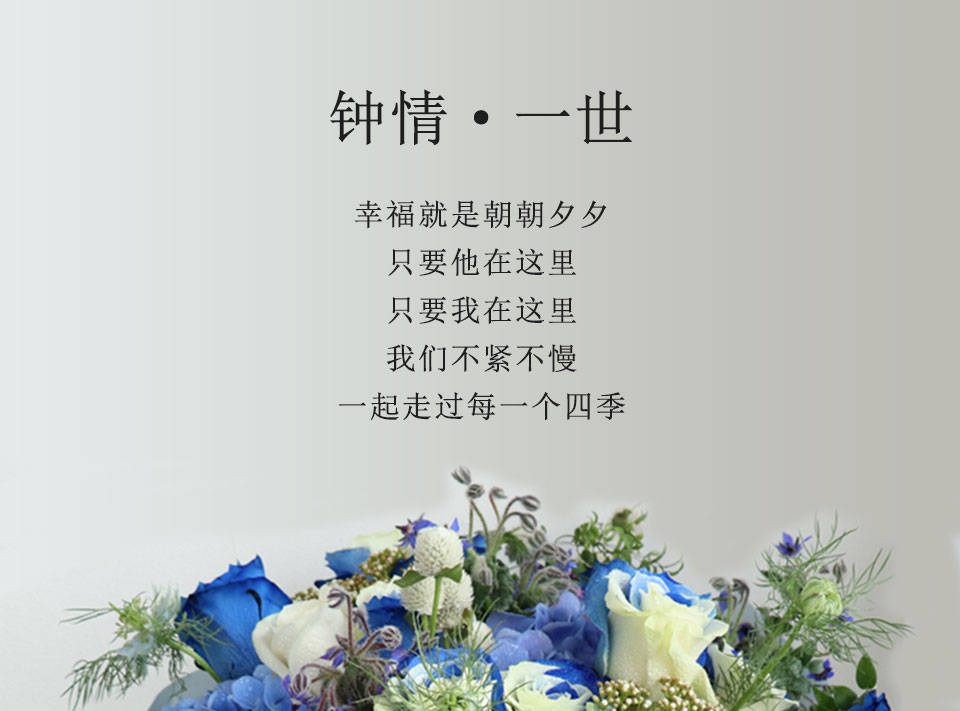 钟情·一世
幸福就是朝朝夕夕
只要他在这里
只要我在这里
我们不紧不慢
一起走过每一个四季